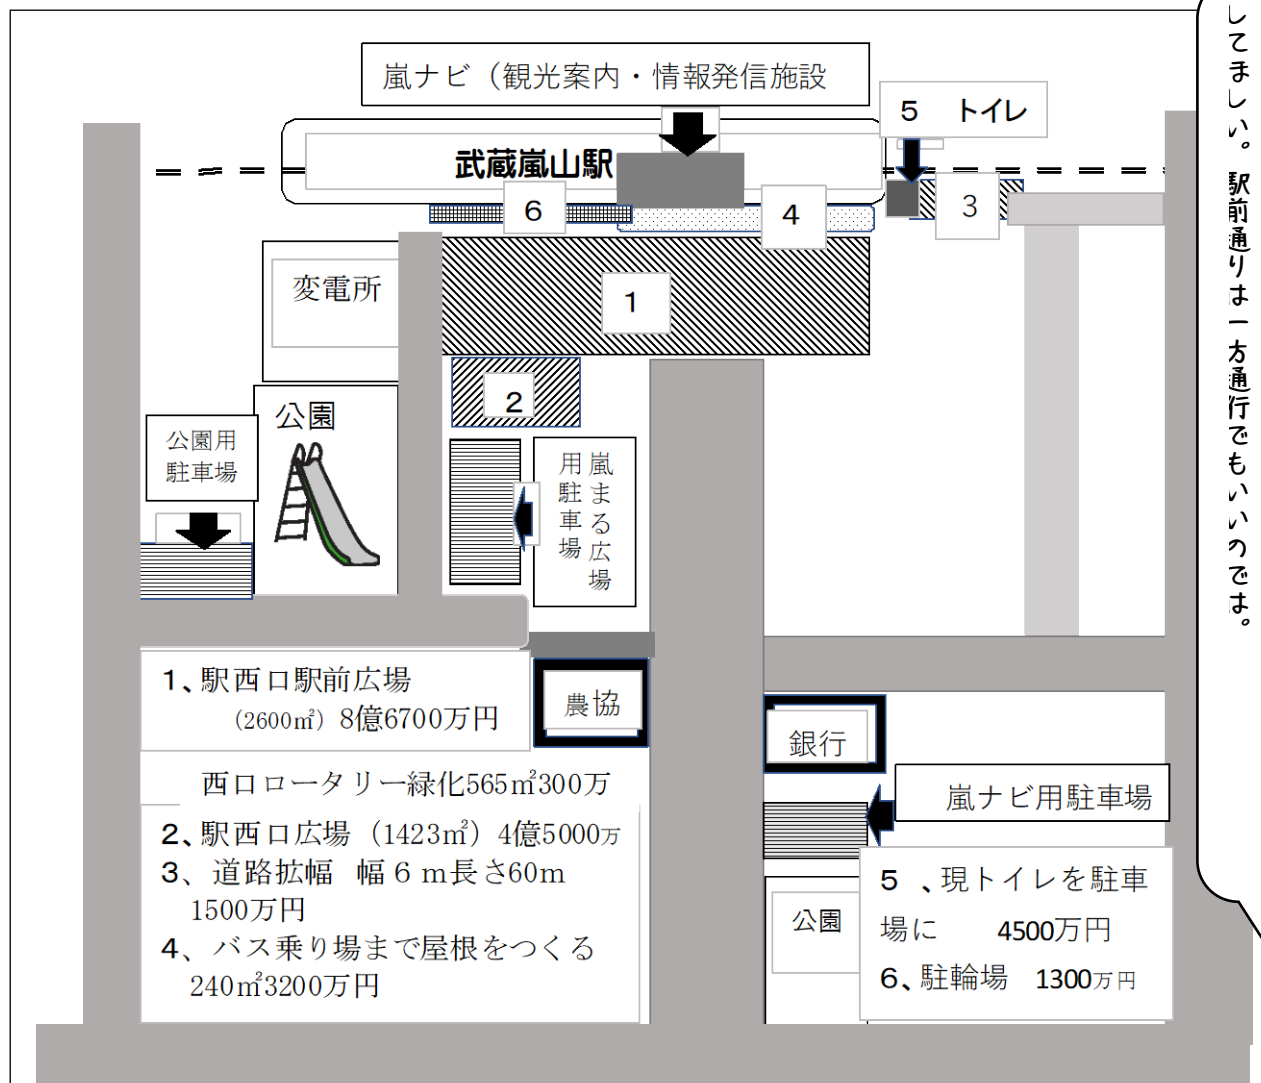 してましい。駅前通りは一方通行でもいいのでは。
嵐ナビ（観光案内・情報発信施設
5 トイレ
武蔵嵐山駅
6
4
3
変電所
1
2
公園
公園用
駐車場
嵐まる広場
用駐車場
1、駅西口駅前広場
（2600㎡）8億6700万円
農協
銀行
西口ロータリー緑化565㎡300万
嵐ナビ用駐車場
2、駅西口広場（1423㎡）4億5000万
3、道路拡幅 幅６ｍ長さ60m
1500万円
4、バス乗り場まで屋根をつくる
240㎡3200万円
公園
5 、現トイレを駐車
場に 4500万円
6、駐輪場 1300万円